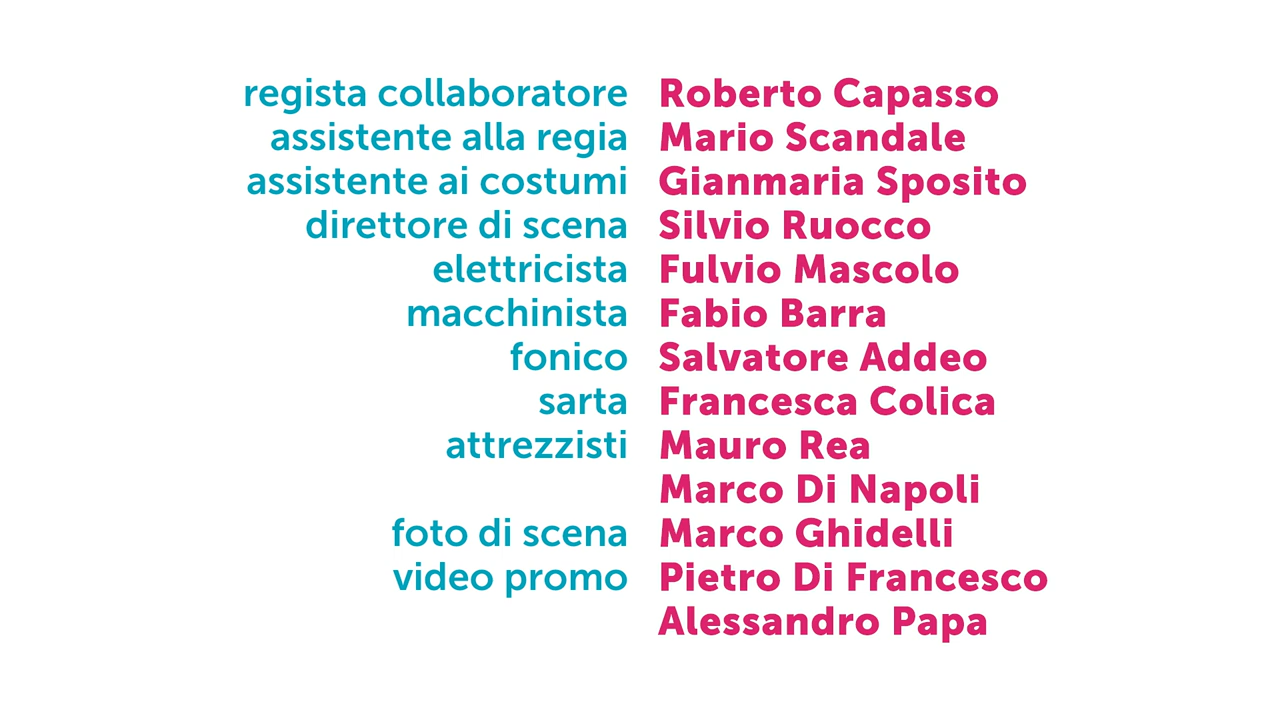 regista collaboratore Roberto Capasso
assistente alla regia Mario Scandale
assistente ai costumi Gianmaria Sposito
direttore di scena Silvio Ruocco
elettricista Fulvio Mascolo
macchinista Fabio Barra
fonico Salvatore Addeo
sarta Francesca Colica
attrezzisti Mauro Rea
Marco Di Napoli
foto di scena Marco Ghidelli
video promo Pietro Di Francesco
Alessandro Papa